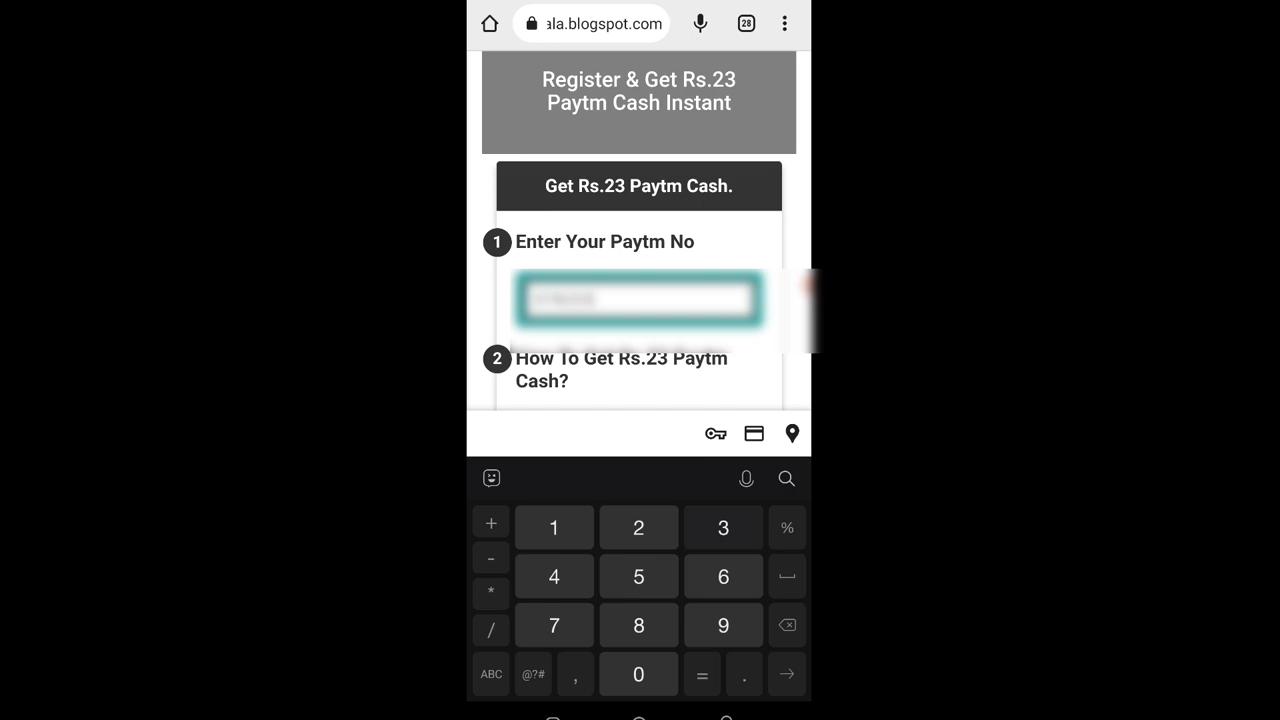 ala.blogspot.com
28
Register & Get Rs.23
Paytm Cash Instant
Get Rs.23 Paytm Cash.
1 Enter Your Paytm No
2 How To Get Rs.23 Paytm
Cash?
+ 1 2 3 %
- 4 5 6
* 7 8 9
/
ABC @?# , 0 = .